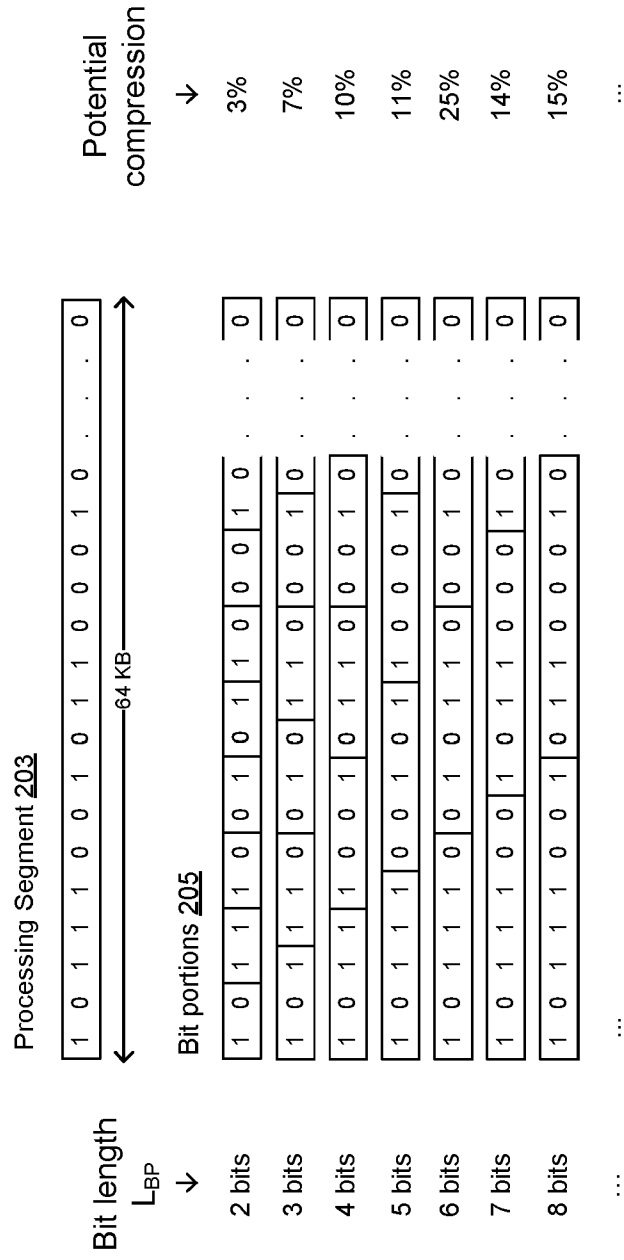 Processing Segment 203
1 0 1 1 1 0 0 1 0 1 1 0 0 0 1 0 . . . 0
64 KB
Bit length
L_BP
Bit portions 205
Potential
compression
↓ ↓
2 bits 1 0 1 1 1 0 0 1 0 1 1 0 0 0 1 0 . . . 0 3%
3 bits 1 0 1 1 1 0 0 1 0 1 1 0 0 0 1 0 . . . 0 7%
4 bits 1 0 1 1 1 0 0 1 0 1 1 0 0 0 1 0 . . . 0 10%
5 bits 1 0 1 1 1 0 0 1 0 1 1 0 0 0 1 0 . . . 0 11%
6 bits 1 0 1 1 1 0 0 1 0 1 1 0 0 0 1 0 . . . 0 25%
7 bits 1 0 1 1 1 0 0 1 0 1 1 0 0 0 1 0 . . . 0 14%
8 bits 1 0 1 1 1 0 0 1 0 1 1 0 0 0 1 0 . . . 0 15%
... ... ...